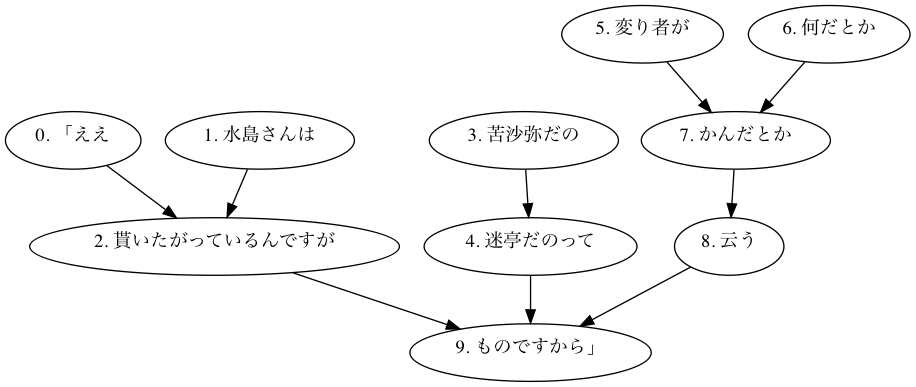 5. 変り者が
6. 何だとか
0. 「ええ
1. 水島さんは
3. 苦沙弥だの
7. かんだとか
2. 貰いたがっているんですが
4. 迷亭だのって
8. 云う
9. ものですから」